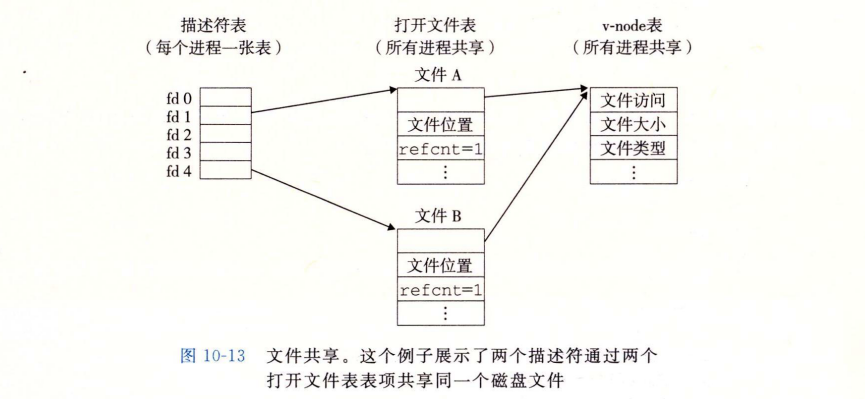 描述符表
（每个进程一张表）
打开文件表
（所有进程共享）
v-node表
（所有进程共享）
fd 0
fd 1
fd 2
fd 3
fd 4
文件 A
文件位置
refcnt=1
⋮
文件 B
文件位置
refcnt=1
⋮
文件访问
文件大小
文件类型
⋮
图 10-13 文件共享。这个例子展示了两个描述符通过两个
打开文件表表项共享同一个磁盘文件